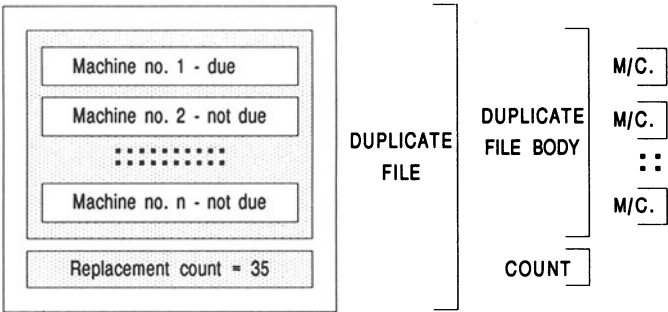 Machine no. 1 - due
Machine no. 2 - not due
Machine no. n - not due
Replacement count = 35
DUPLICATE
FILE
DUPLICATE
FILE BODY
COUNT
M/C.
M/C.
M/C.